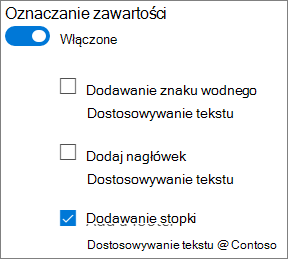 Oznaczanie zawartości
Włączone
Dodawanie znaku wodnego
Dostosowywanie tekstu
Dodaj nagłówek
Dostosowywanie tekstu
Dodawanie stopki
Dostosowywanie tekstu @ Contoso